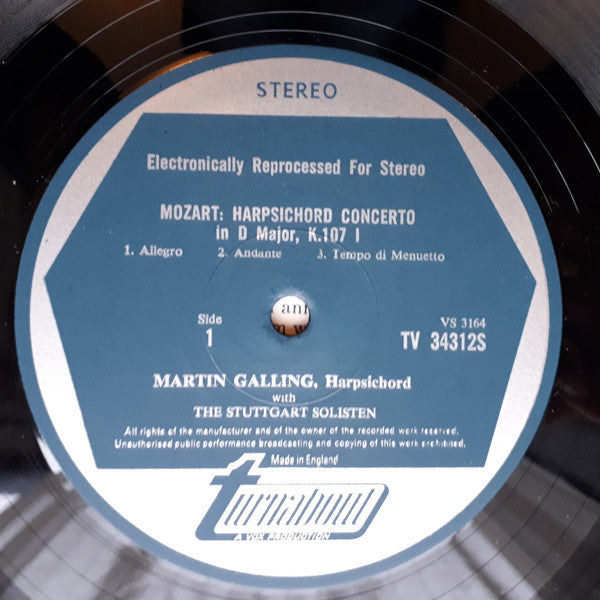 STEREO
Electronically Reprocessed For Stereo
MOZART: HARPSICHORD CONCERTO
in D Major, K.107 I
1. Allegro 2. Andante 3. Tempo di Menuetto
Side
1
VS 3164
TV 34312S
MARTIN GALLING, Harpsichord
with
THE STUTTGART SOLISTEN
All rights of the manufacturer and of the owner of the recorded work reserved.
Unauthorised public performance broadcasting and copying of this work prohibited.
Made in England
turnabout
A VOX PRODUCTION